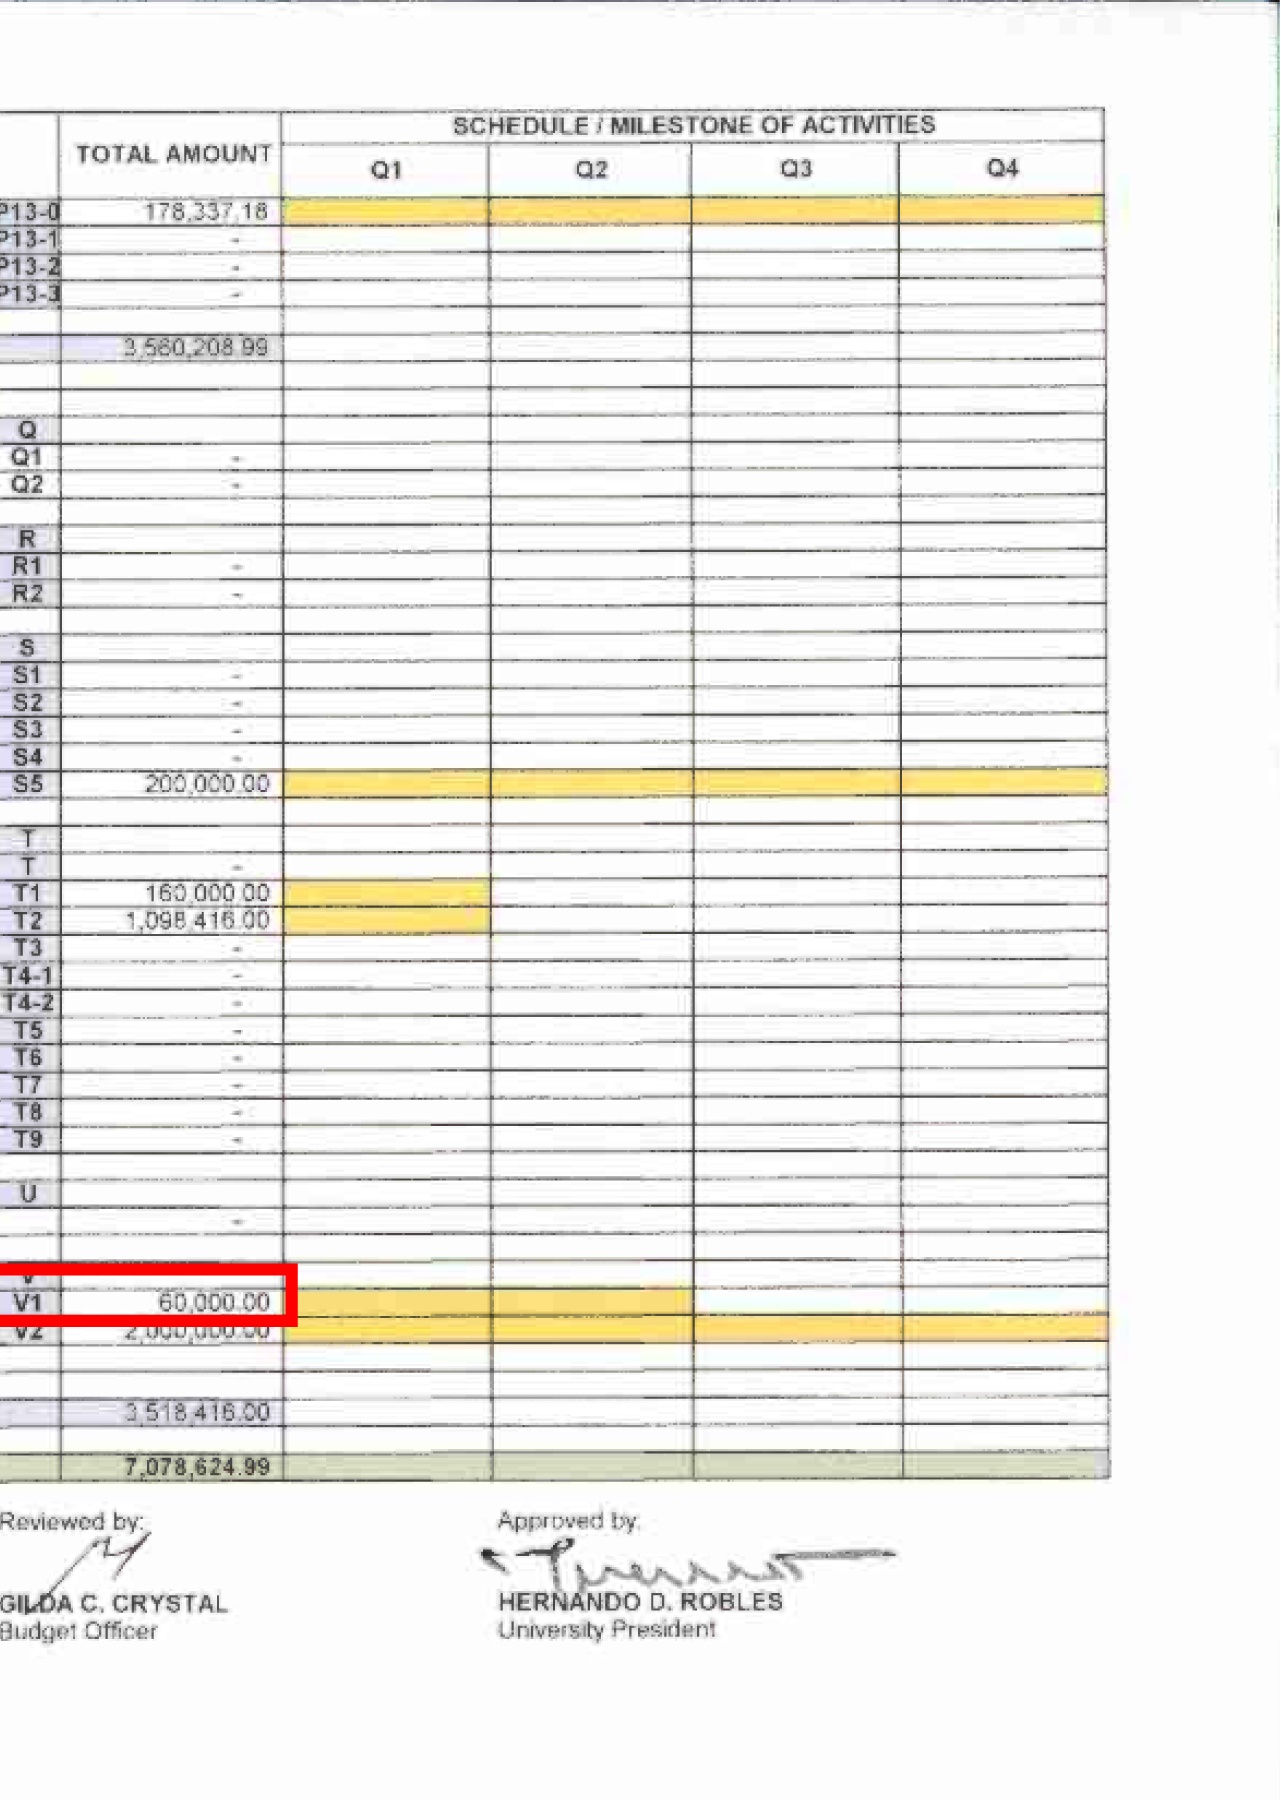 TOTAL AMOUNT
SCHEDULE / MILESTONE OF ACTIVITIES
Q1 Q2 Q3 Q4
P13-0 178,337.18
P13-1 -
P13-2 -
P13-3 -
3,560,208.99
Q
Q1 -
Q2 -
R
R1 -
R2 -
S
S1 -
S2 -
S3 -
S4 -
S5 200,000.00
T
T -
T1 160,000.00
T2 1,098,416.00
T3 -
T4-1 -
T4-2 -
T5 -
T6 -
T7 -
T8 -
T9 -
U
-
V
V1 60,000.00
V2 2,000,000.00
3,518,416.00
7,078,624.99
Reviewed by: Approved by:
GILDA C. CRYSTAL HERNANDO D. ROBLES
Budget Officer University President